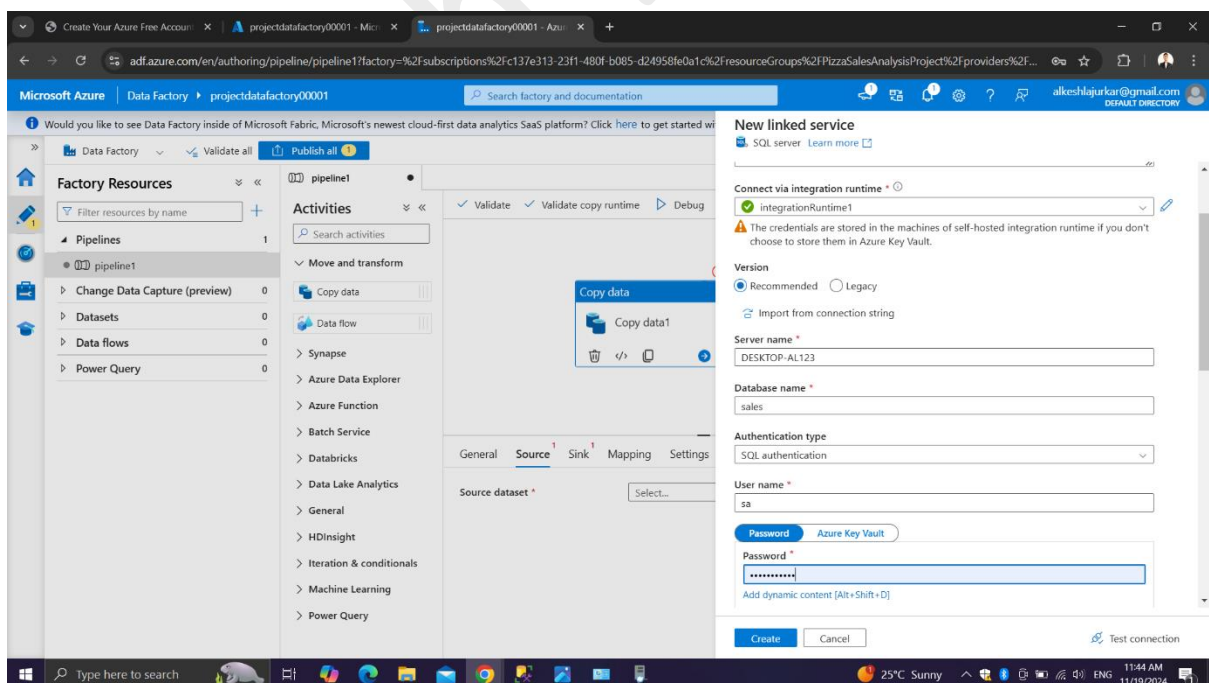 Create Your Azure Free Accoun
projectdatafactory00001 - Micr
projectdatafactory00001 - Azu
adf.azure.com/en/authoring/pipeline/pipeline1?factory=%2Fsubscriptions%2Fc137e313-23f1-480f-b085-d24958fe0a1c%2FresourceGroups%2FPizzaSalesAnalysisProject%2Fproviders%2F...
Microsoft Azure Data Factory projectdatafactory00001
Search factory and documentation
alkeshlajurkar@gmail.com
DEFAULT DIRECTORY
Would you like to see Data Factory inside of Microsoft Fabric, Microsoft's newest cloud-first data analytics SaaS platform? Click here to get started wi
Data Factory Validate all Publish all 1
Factory Resources
Filter resources by name
Pipelines 1
pipeline1
Change Data Capture (preview) 0
Datasets 0
Data flows 0
Power Query 0
pipeline1
Activities
Search activities
Move and transform
Copy data
Data flow
Synapse
Azure Data Explorer
Azure Function
Batch Service
Databricks
Data Lake Analytics
General
HDInsight
Iteration & conditionals
Machine Learning
Power Query
Validate Validate copy runtime Debug
Copy data
Copy data1
General Source 1 Sink 1 Mapping Settings
Source dataset * Select...
New linked service
SQL server Learn more
Connect via integration runtime *
integrationRuntime1
The credentials are stored in the machines of self-hosted integration runtime if you don't
choose to store them in Azure Key Vault.
Version
Recommended Legacy
Import from connection string
Server name *
DESKTOP-AL123
Database name *
sales
Authentication type
SQL authentication
User name *
sa
Password Azure Key Vault
Password *
•••••••••••
Add dynamic content [Alt+Shift+D]
Create Cancel Test connection
Type here to search
25°C Sunny
ENG
11:44 AM
11/19/2024